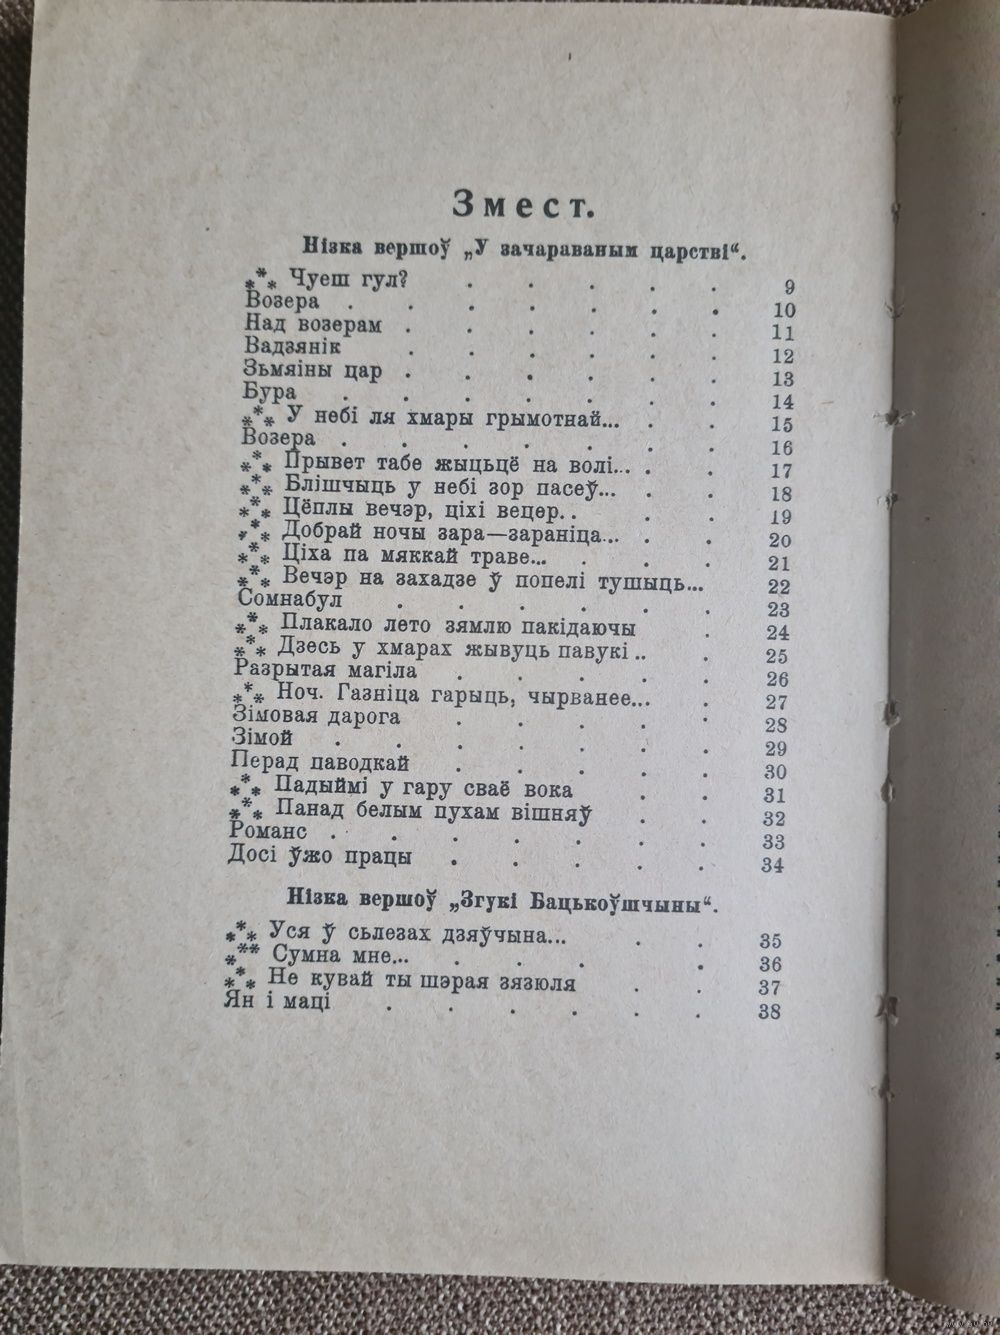 Змест.
Нізка вершоў „У зачараваным царстві“.
*** Чуеш гул? . . . . . 9
Возера . . . . . . . 10
Над возерам . . . . . . 11
Вадзянік . . . . . . 12
Зьмяіны цар . . . . . . 13
Бура . . . . . . . 14
*** У небі ля хмары грымотнай... . . 15
Возера . . . . . . . 16
*** Прывет табе жыцьцё на волі... . . 17
*** Блішчыць у небі зор пасеў... . . 18
*** Цёплы вечэр, ціхі вецер.. . . 19
*** Добрай ночы зара—зараніца... . . 20
*** Ціха па мяккай траве... . . . 21
*** Вечэр на захадзе ў попелі тушыць... 22
Сомнабул . . . . . . 23
*** Плакало лето зямлю пакідаючы . 24
*** Дзесь у хмарах жывуць павукі.. . 25
Разрытая магіла . . . . . 26
*** Ноч. Газніца гарыць, чырванее... . 27
Зімовая дарога . . . . . 28
Зімой . . . . . . . 29
Перад паводкай . . . . . 30
*** Падыймі у гару сваё вока . . 31
*** Панад белым пухам вішняў . . 32
Романс . . . . . . . 33
Досі ўжо працы . . . . . 34
Нізка вершоў „Згукі Бацькоўшчыны“.
*** Уся ў сьлезах дзяўчына... . . 35
*** Сумна мне... . . . . 36
*** Не кувай ты шэрая зязюля . . 37
Ян і маці . . . . . . 38